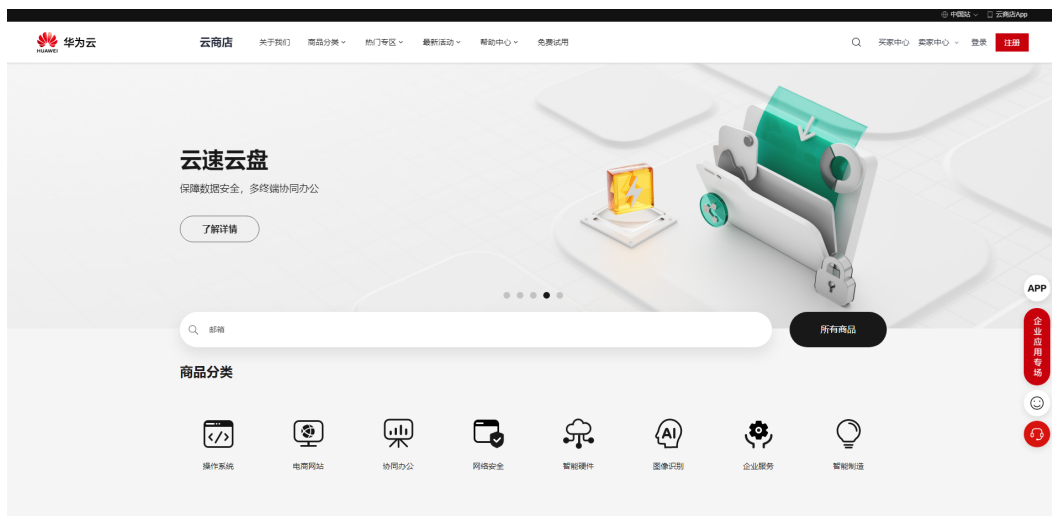 中国站 云商店App
HUAWEI 华为云 云商店 关于我们 商品分类 热门专区 最新活动 帮助中心 免费试用 买家中心 卖家中心 登录 注册
云速云盘
保障数据安全，多终端协同办公
了解详情
APP
企业应用专场
邮箱 所有商品
商品分类
AI
操作系统 电商网站 协同办公 网络安全 智能硬件 图像识别 企业服务 智能制造